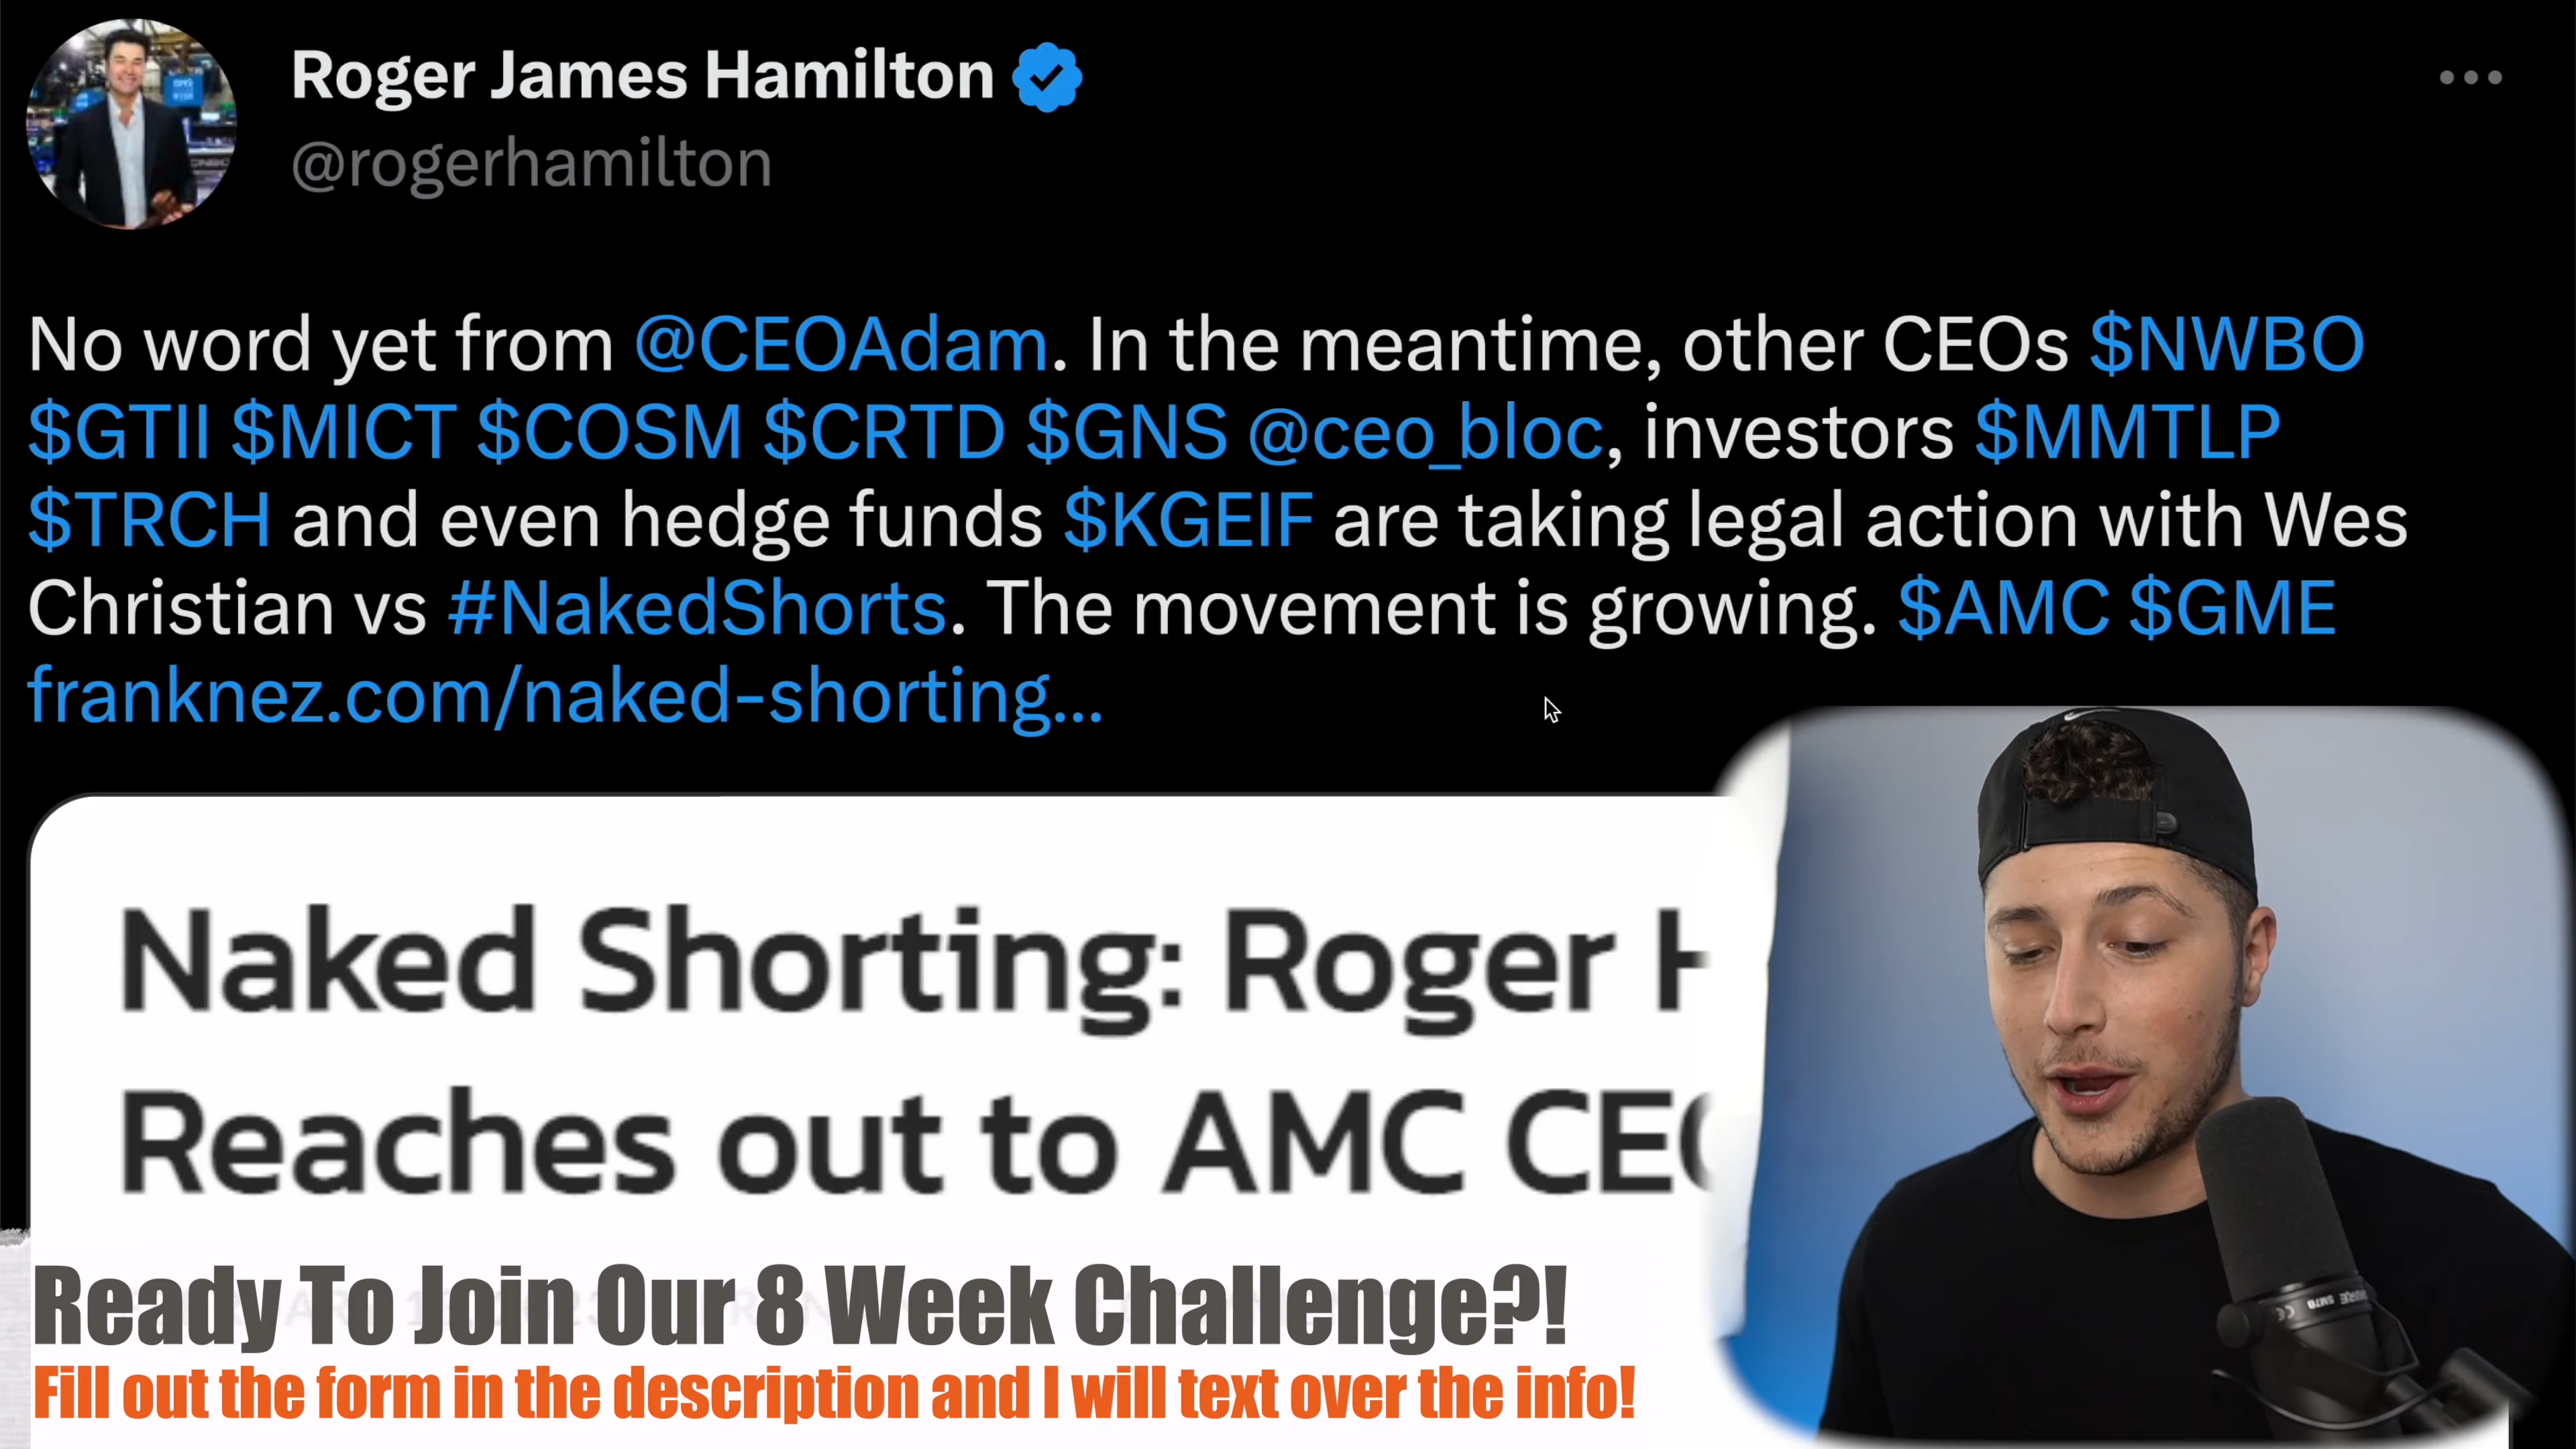 Roger James Hamilton
@rogerhamilton
No word yet from @CEOAdam. In the meantime, other CEOs $NWBO
$GTII $MICT $COSM $CRTD $GNS @ceo_bloc, investors $MMTLP
$TRCH and even hedge funds $KGEIF are taking legal action with Wes
Christian vs #NakedShorts. The movement is growing. $AMC $GME
franknez.com/naked-shorting...
Naked Shorting: Roger H
Reaches out to AMC CEO
Ready To Join Our 8 Week Challenge?!
Fill out the form in the description and I will text over the info!
SHURE SM7B